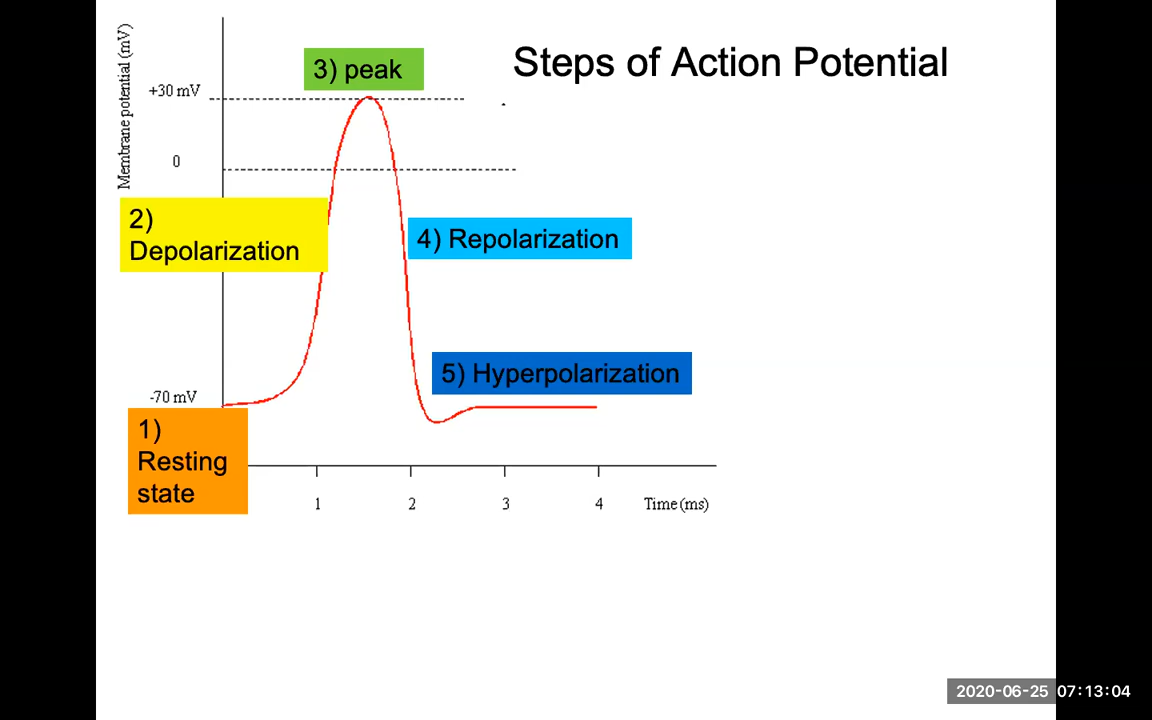 Steps of Action Potential
Membrane potential (mV)
3) peak
+30 mV
0
2)
Depolarization
4) Repolarization
5) Hyperpolarization
-70 mV
1)
Resting
state
1 2 3 4 Time (ms)
2020-06-25 07:13:04